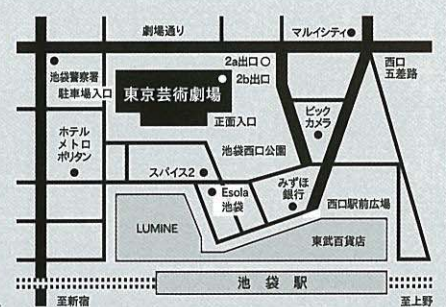 劇場通り
マルイシティ
2a出口
2b出口
西口
五差路
池袋警察署
駐車場入口
東京芸術劇場
正面入口
ビック
カメラ
ホテル
メトロ
ポリタン
池袋西口公園
スパイス2
Esola
池袋
みずほ
銀行
西口駅前広場
LUMINE
東武百貨店
池袋駅
至新宿
至上野